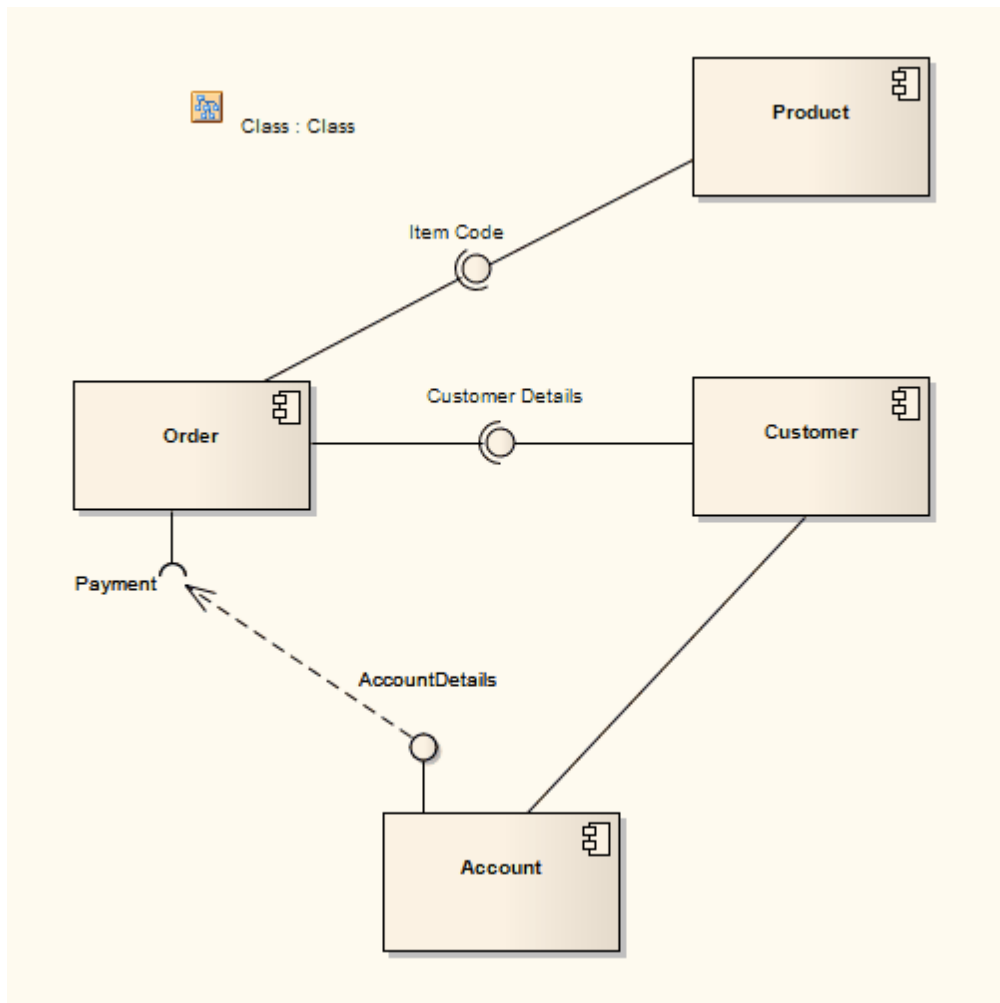 Product
Class : Class
Item Code
Customer Details
Order
Customer
Payment
AccountDetails
Account